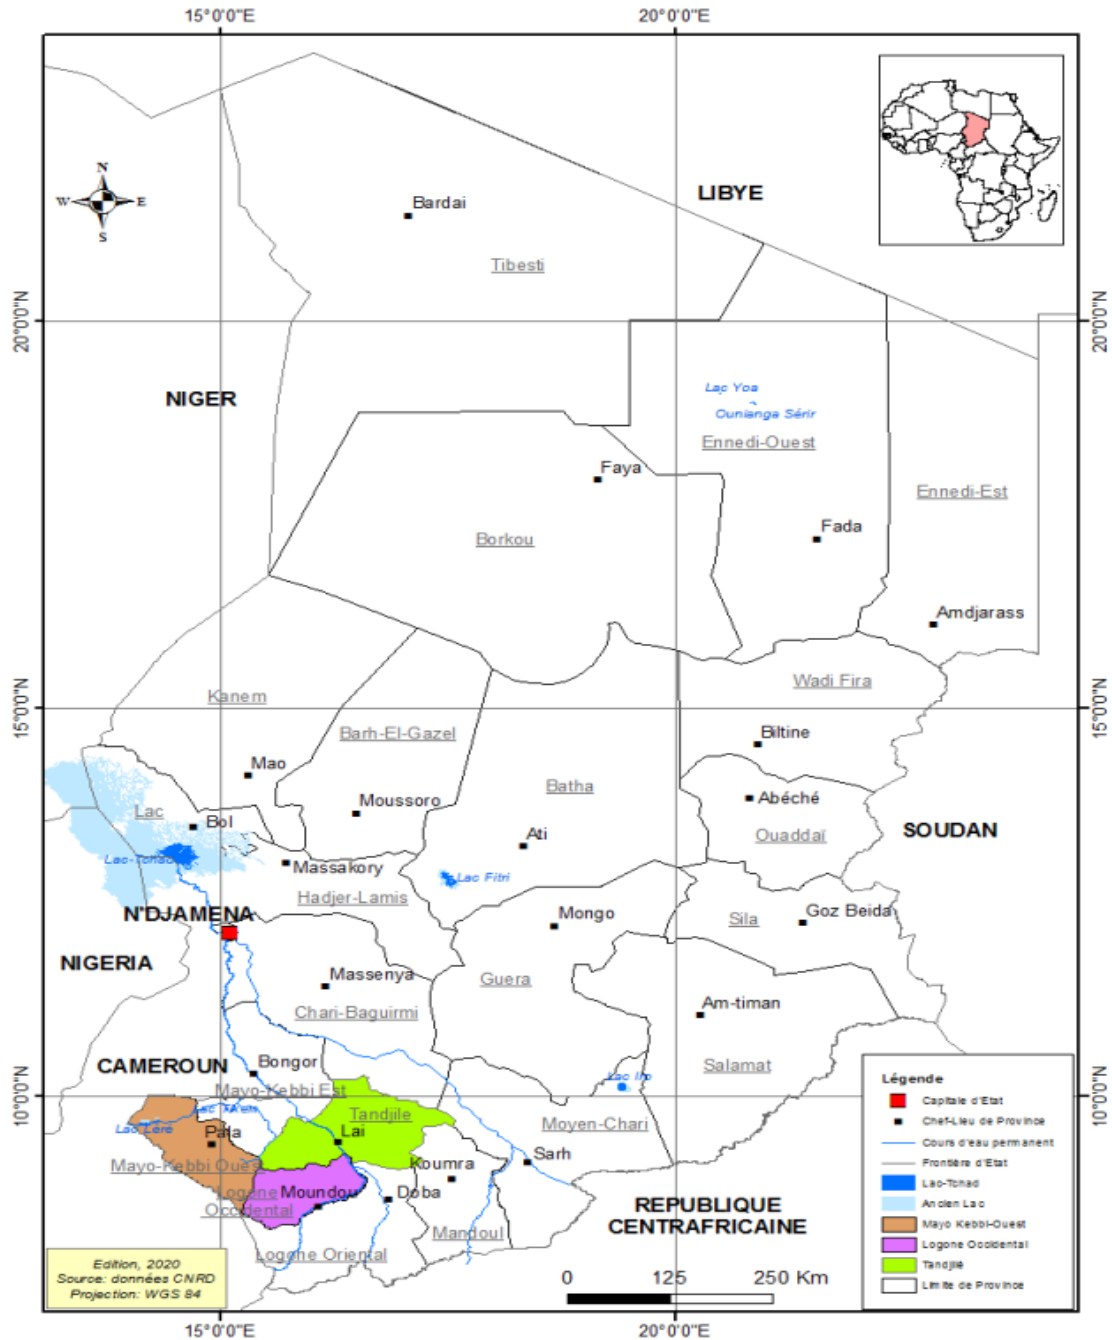 15°0'0"E 20°0'0"E
N
W E
S
LIBYE
Bardai
Tibesti
20°0'0"N 20°0'0"N
NIGER
Lac Yoa
Ounianga Sérir
Ennedi-Ouest
Faya
Ennedi-Est
Fada
Borkou
Amdjarass
Wadi Fira
Kanem
15°0'0"N 15°0'0"N
Barh-El-Gazel
Biltine
Mao
Batha
Moussoro
Abéché
Lac
Bol
Ouaddaï
SOUDAN
Ati
Lac-Tchad
Massakory
Lac Fitri
Hadjer-Lamis
N'DJAMENA
Mongo
Sila
Goz Beida
NIGERIA
Massenya
Guera
Am-timan
Chari-Baguirmi
CAMEROUN
Bongor
Salamat
Lac Iro
Mayo-Kebbi Est
10°0'0"N 10°0'0"N
Tandjile
Moyen-Chari
Lac Léré
Pala
Lai
Sarh
Mayo-Kebbi Oues
Koumra
Logone
Occidental
Moundou
Doba
REPUBLIQUE
CENTRAFRICAINE
Mandoul
Logone Oriental
Légende
Capitale d'Etat
Chef-Lieu de Province
Cours d'eau permanent
Frontière d'Etat
Lac-Tchad
Ancien Lac
Mayo Kebbi-Ouest
Logone Occidental
Tandjilé
Limite de Province
Edition, 2020
Source: données CNRD
Projection: WGS 84
0 125 250 Km
15°0'0"E 20°0'0"E